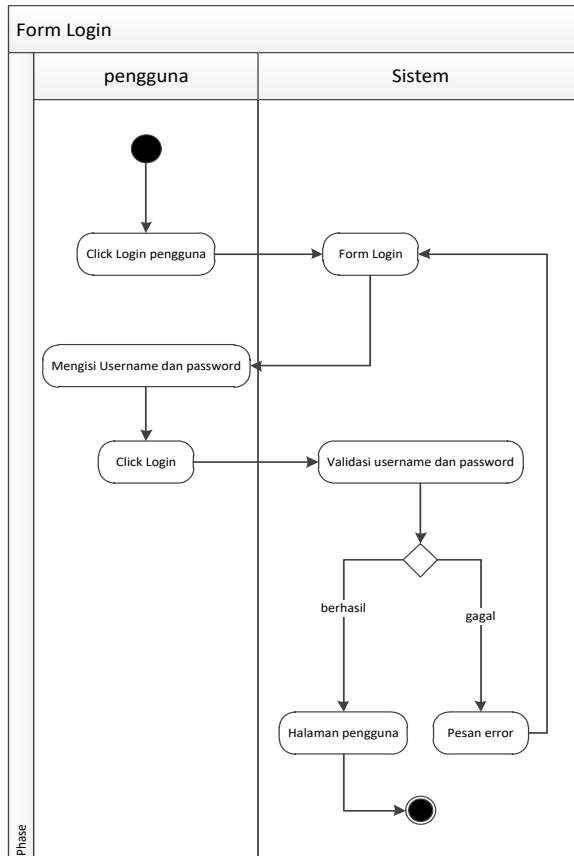 Form Login
pengguna
Sistem
Click Login pengguna
Form Login
Mengisi Username dan password
Click Login
Validasi username dan password
berhasil
gagal
Halaman pengguna
Pesan error
Phase